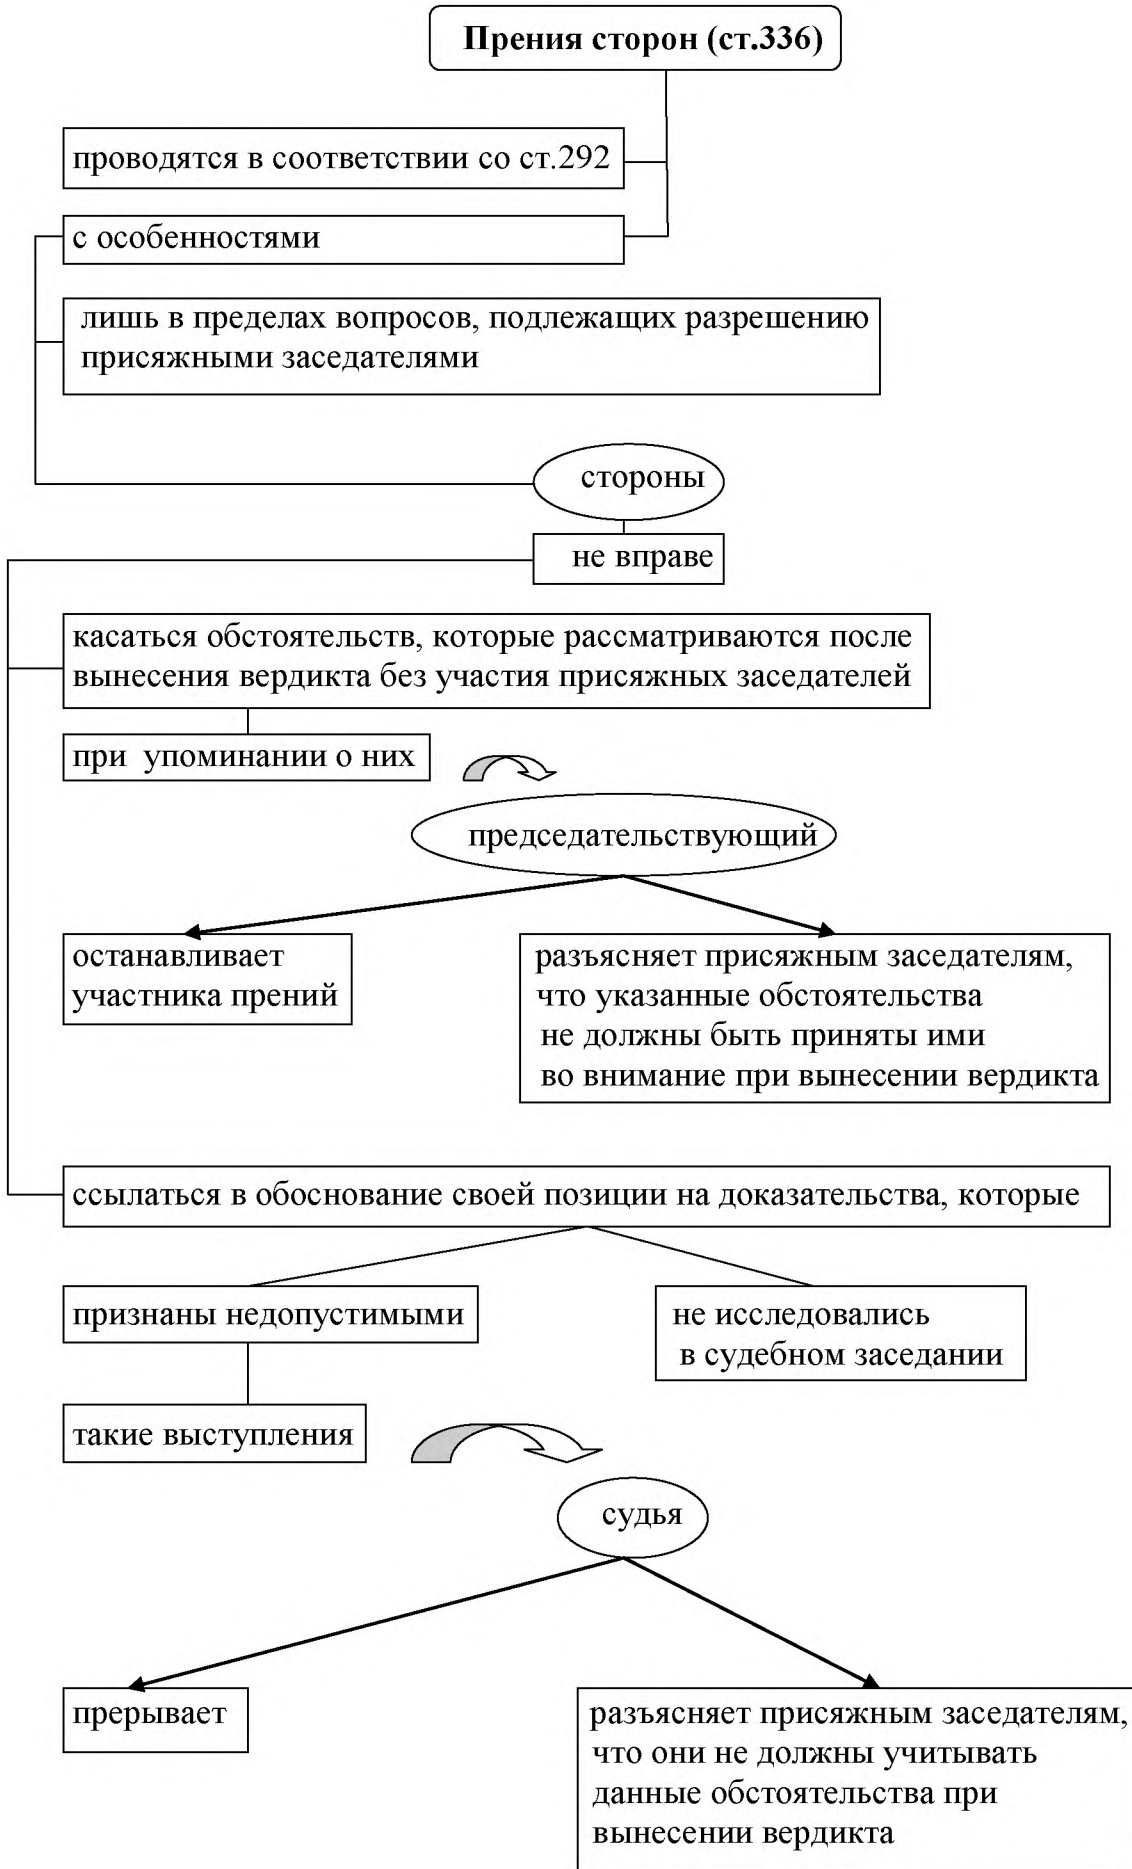 Прения сторон (ст.336)
проводятся в соответствии со ст.292
с особенностями
лишь в пределах вопросов, подлежащих разрешению
присяжными заседателями
стороны
не вправе
касаться обстоятельств, которые рассматриваются после
вынесения вердикта без участия присяжных заседателей
при упоминании о них
председательствующий
останавливает
участника прений
разъясняет присяжным заседателям,
что указанные обстоятельства
не должны быть приняты ими
во внимание при вынесении вердикта
ссылаться в обоснование своей позиции на доказательства, которые
признаны недопустимыми
не исследовались
в судебном заседании
такие выступления
судья
прерывает
разъясняет присяжным заседателям,
что они не должны учитывать
данные обстоятельства при
вынесении вердикта